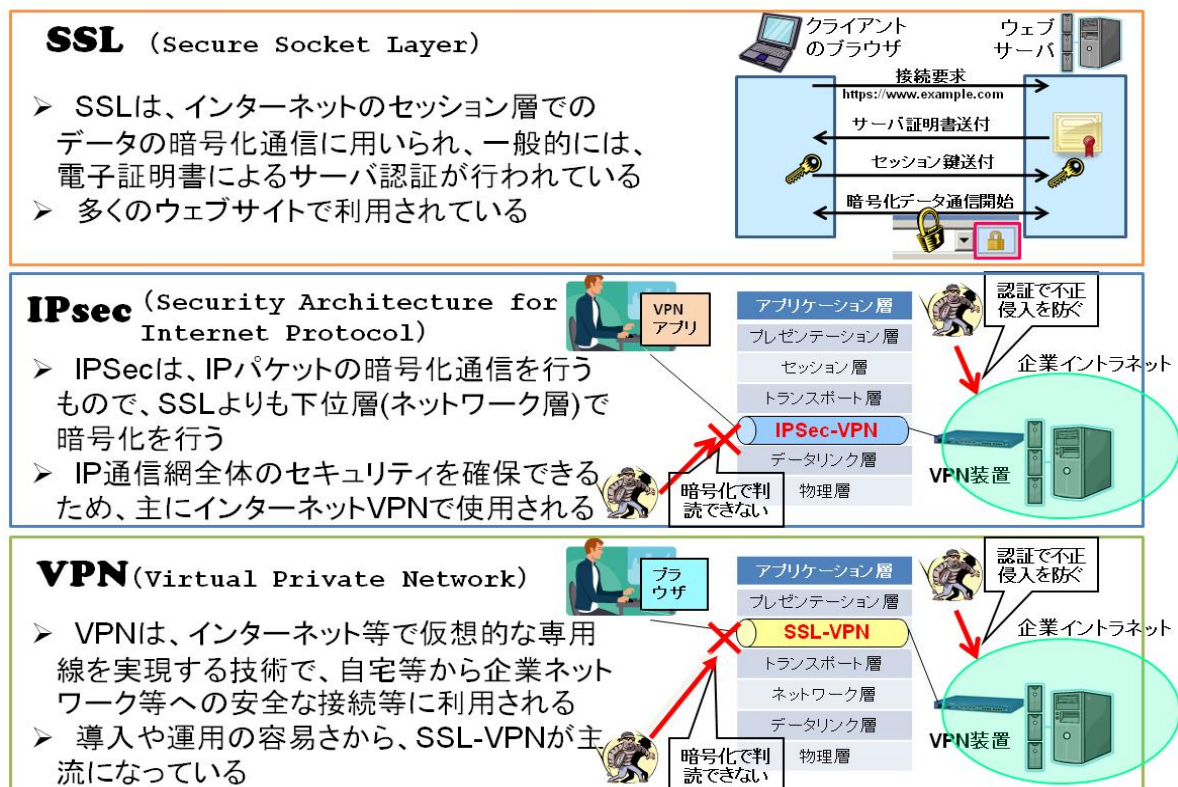 SSL (Secure Socket Layer)
➢ SSLは、インターネットのセッション層での
データの暗号化通信に用いられ、一般的には、
電子証明書によるサーバ認証が行われている
➢ 多くのウェブサイトで利用されている
クライアント
のブラウザ
ウェブ
サーバ
接続要求
https://www.example.com
サーバ証明書送付
セッション鍵送付
暗号化データ通信開始
IPsec (Security Architecture for
Internet Protocol)
➢ IPSecは、IPパケットの暗号化通信を行う
もので、SSLよりも下位層(ネットワーク層)で
暗号化を行う
➢ IP通信網全体のセキュリティを確保できる
ため、主にインターネットVPNで使用される
VPN
アプリ
アプリケーション層
プレゼンテーション層
セッション層
トランスポート層
IPSec-VPN
データリンク層
物理層
暗号化で判
読できない
認証で不正
侵入を防ぐ
企業イントラネット
VPN装置
VPN(Virtual Private Network)
➢ VPNは、インターネット等で仮想的な専用
線を実現する技術で、自宅等から企業ネット
ワーク等への安全な接続等に利用される
➢ 導入や運用の容易さから、SSL-VPNが主
流になっている
ブラ
ウザ
アプリケーション層
プレゼンテーション層
SSL-VPN
トランスポート層
ネットワーク層
データリンク層
物理層
暗号化で判
読できない
認証で不正
侵入を防ぐ
企業イントラネット
VPN装置